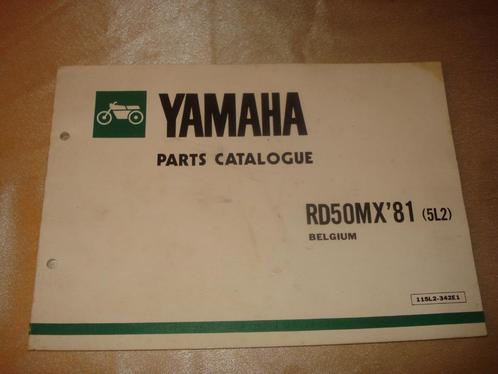 YAMAHA
PARTS CATALOGUE
RD50MX'81 (5L2)
BELGIUM
115L2-342E1